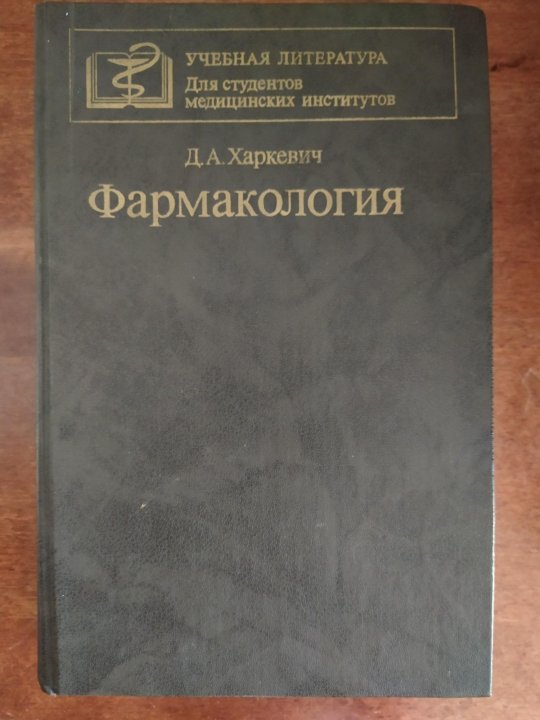 УЧЕБНАЯ ЛИТЕРАТУРА
Для студентов
медицинских институтов
Д.А.Харкевич
Фармакология